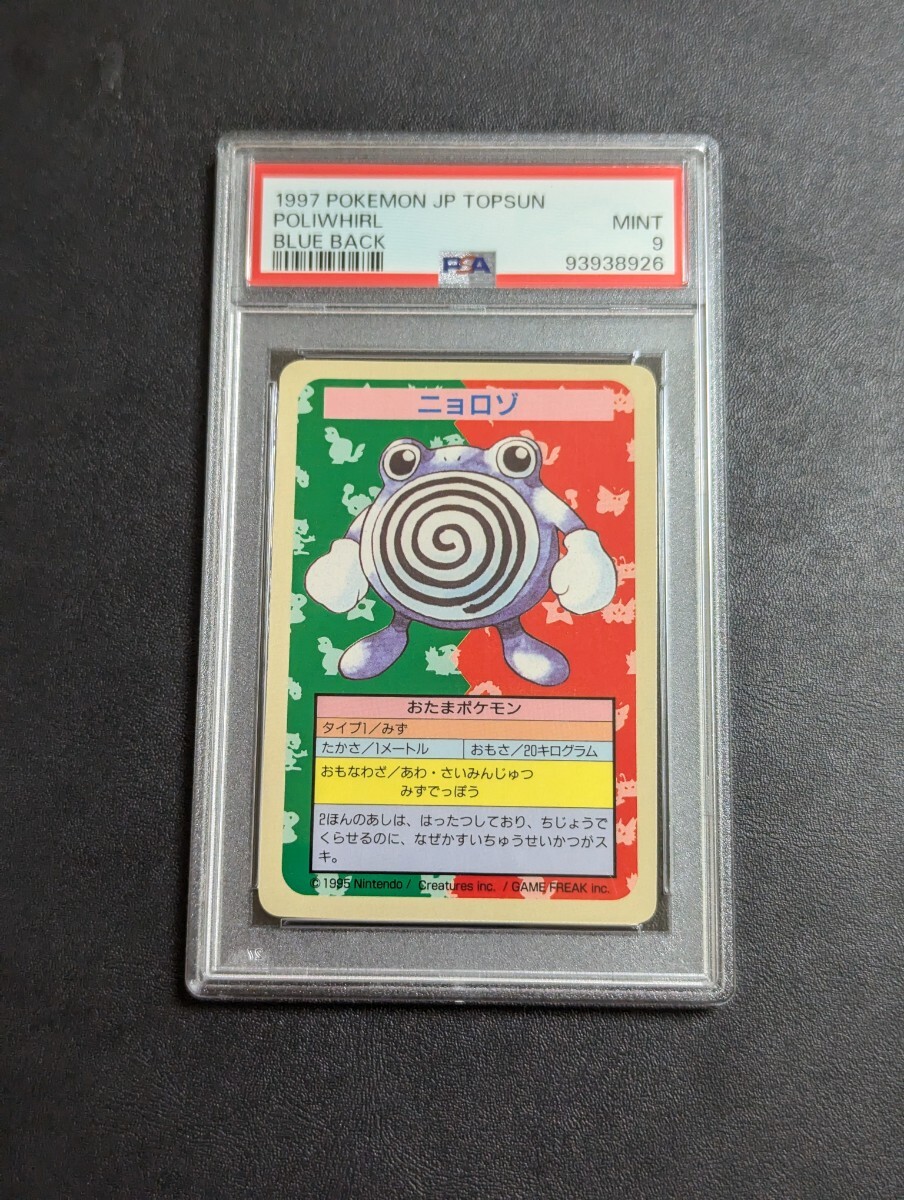 1997 POKEMON JP TOPSUN
POLIWHIRL MINT
BLUE BACK 9
PSA 93938926
ニョロゾ
おたまポケモン
タイプ1/みず
たかさ/1メートル おもさ/20キログラム
おもなわざ/あわ・さいみんじゅつ
みずでっぽう
2ほんのあしは、はったつしており、ちじょうで
くらせるのに、なぜかすいちゅうせいかつがス
キ。
© 1995 Nintendo / Creatures inc. / GAME FREAK inc.